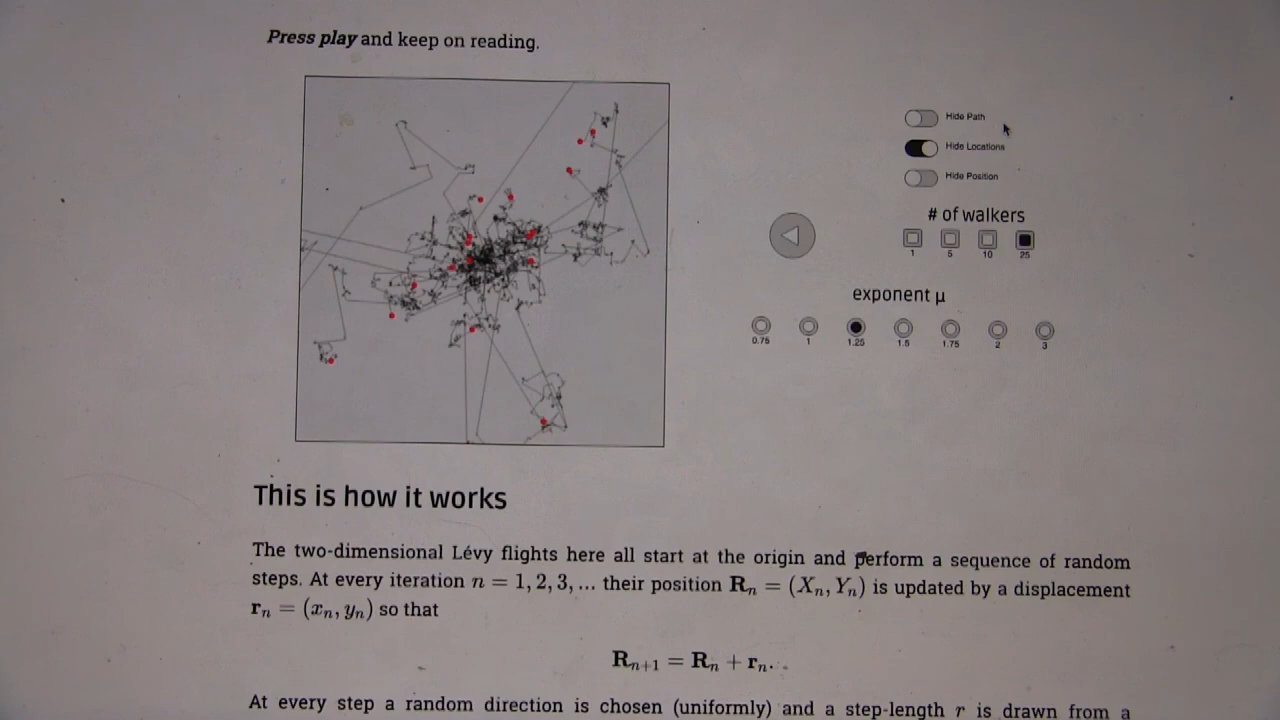 Press play and keep on reading.
Hide Path
Hide Locations
Hide Position
# of walkers
1 5 10 25
exponent μ
0.75 1 1.25 1.5 1.75 2 3
This is how it works
The two-dimensional Lévy flights here all start at the origin and perform a sequence of random
steps. At every iteration n = 1, 2, 3, ... their position Rₙ = (Xₙ, Yₙ) is updated by a displacement
rₙ = (xₙ, yₙ) so that
Rₙ₊₁ = Rₙ + rₙ.
At every step a random direction is chosen (uniformly) and a step-length r is drawn from a